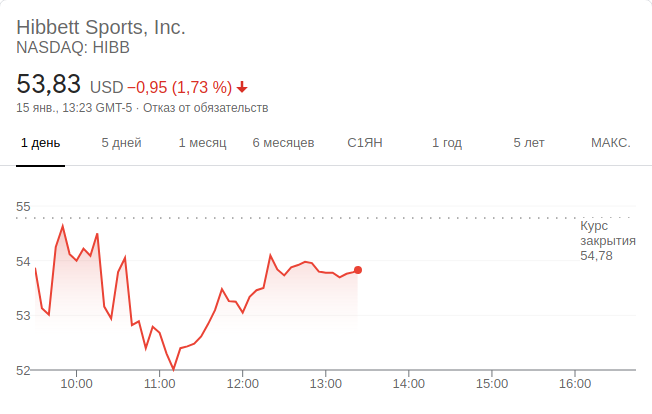 Hibbett Sports, Inc.
NASDAQ: HIBB
53,83 USD −0,95 (1,73 %)
15 янв., 13:23 GMT-5 · Отказ от обязательств
1 день 5 дней 1 месяц 6 месяцев С1ЯН 1 год 5 лет МАКС.
55
Курс
закрытия
54,78
54
53
52
10:00 11:00 12:00 13:00 14:00 15:00 16:00